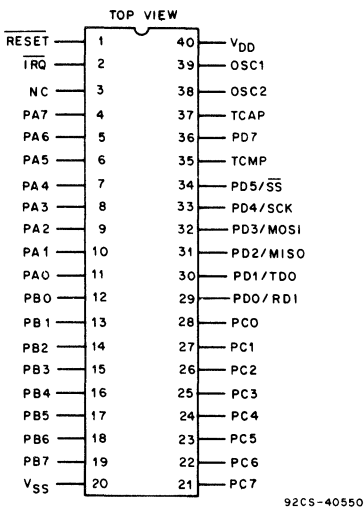 TOP VIEW
RESET 1 40 VDD
IRQ 2 39 OSC1
NC 3 38 OSC2
PA7 4 37 TCAP
PA6 5 36 PD7
PA5 6 35 TCMP
PA4 7 34 PD5/SS
PA3 8 33 PD4/SCK
PA2 9 32 PD3/MOSI
PA1 10 31 PD2/MISO
PA0 11 30 PD1/TDO
PB0 12 29 PD0/RDI
PB1 13 28 PC0
PB2 14 27 PC1
PB3 15 26 PC2
PB4 16 25 PC3
PB5 17 24 PC4
PB6 18 23 PC5
PB7 19 22 PC6
VSS 20 21 PC7
92CS-40550